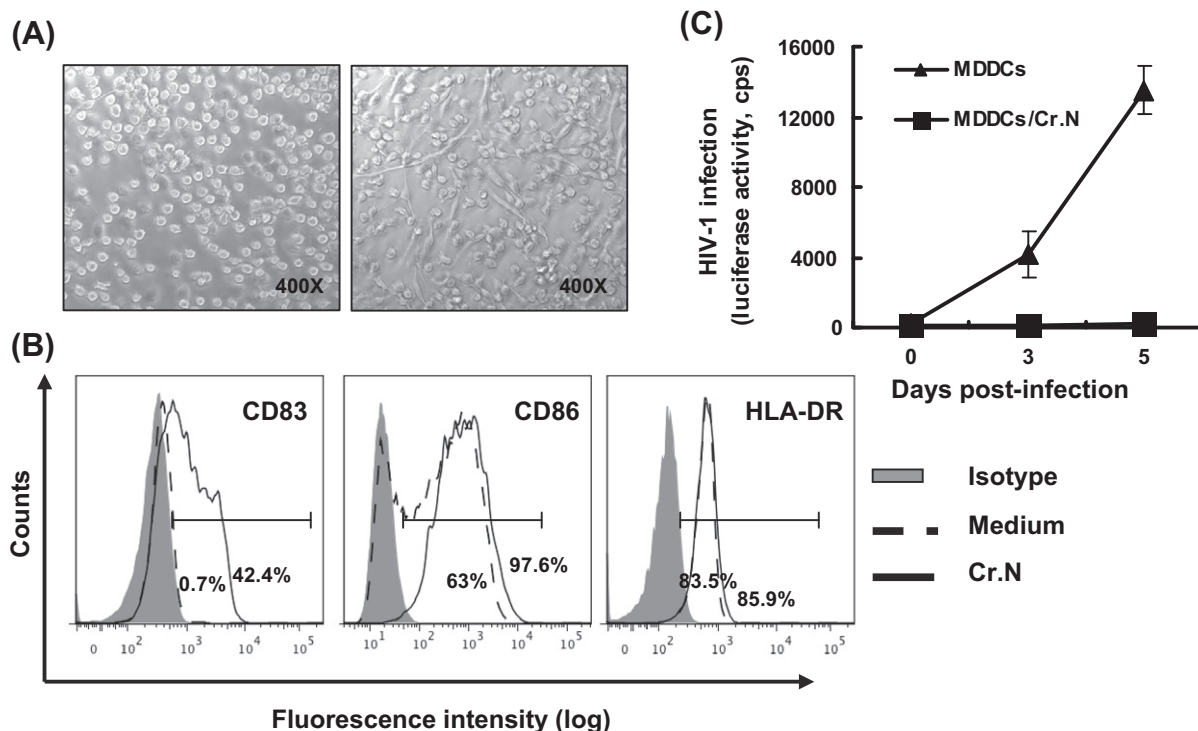 (A)
400X
400X
(B)
Counts
CD83
0.7%
42.4%
0
10²
10³
10⁴
10⁵
CD86
63%
97.6%
10¹
10²
10³
10⁴
10⁵
HLA-DR
83.5%
85.9%
0
10²
10³
10⁴
10⁵
Fluorescence intensity (log)
(C)
HIV-1 infection
(luciferase activity, cps)
16000
12000
8000
4000
0
MDDCs
MDDCs/Cr.N
0
3
5
Days post-infection
Isotype
Medium
Cr.N